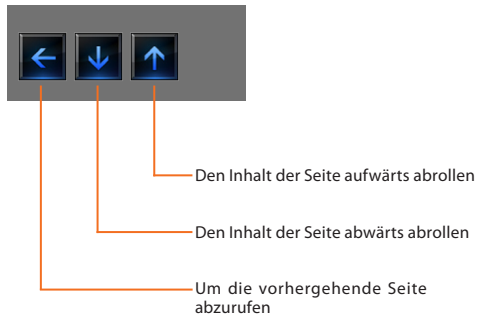 Den Inhalt der Seite aufwärts abrollen
Den Inhalt der Seite abwärts abrollen
Um die vorhergehende Seite
abzurufen